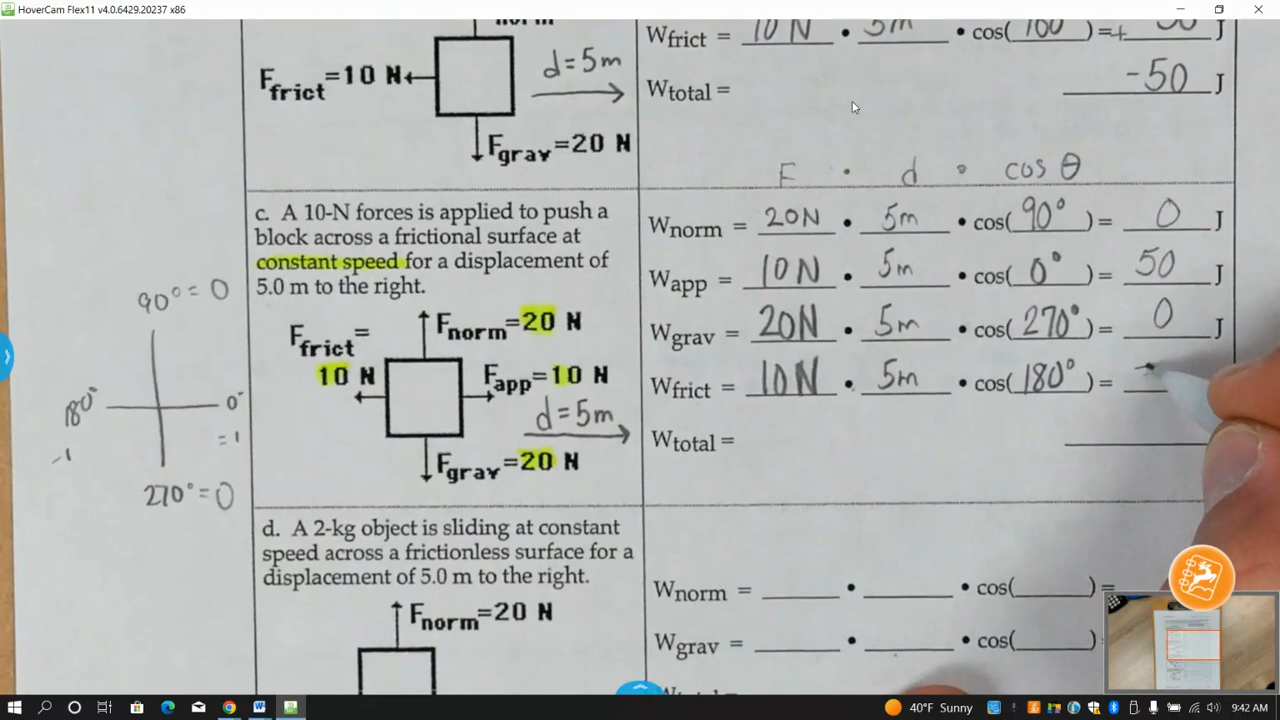 HoverCam Flex11 v4.0.6429.20237 x86
Wfrict = 10 N • 5m • cos( 180 ) = + 50 J
Ffrict=10 N
d=5m
Wtotal = -50 J
Fgrav=20 N
F • d • cos θ
c. A 10-N forces is applied to push a
block across a frictional surface at
constant speed for a displacement of
5.0 m to the right.
Wnorm = 20N • 5m • cos( 90° ) = 0 J
Wapp = 10N • 5m • cos( 0° ) = 50 J
Wgrav = 20N • 5m • cos( 270° ) = 0 J
Wfrict = 10N • 5m • cos( 180° ) = -
Wtotal =
90° = 0
180°
-1
0°
= 1
270° = 0
Ffrict=
10 N
Fnorm=20 N
Fapp=10 N
d=5m
Fgrav=20 N
d. A 2-kg object is sliding at constant
speed across a frictionless surface for a
displacement of 5.0 m to the right.
Fnorm=20 N
Wnorm = • • cos( ) =
Wgrav = • • cos( )
40°F Sunny
9:42 AM